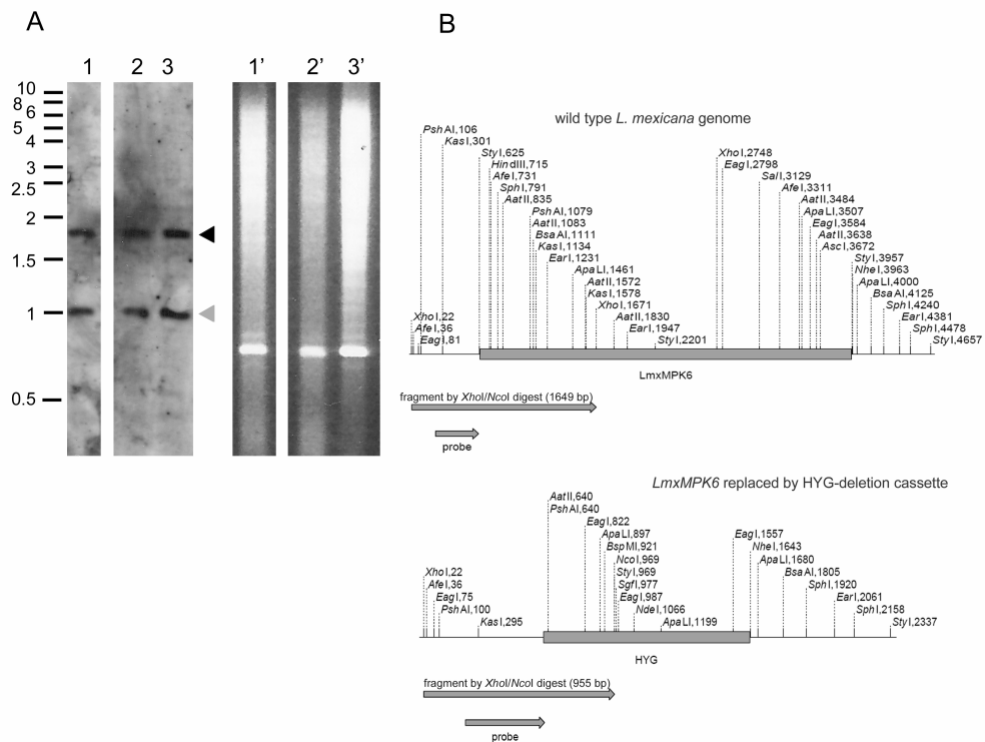 A
B
1 2 3
1' 2' 3'
10
8
6
5
4
3
2.5
2
1.5
1
0.5
wild type L. mexicana genome
PshAI,106
KasI,301
StyI,625
HindIII,715
AfeI,731
SphI,791
AatII,835
PshAI,1079
AatII,1083
BsaAI,1111
KasI,1134
EarI,1231
ApaLI,1461
AatII,1572
KasI,1578
XhoI,1671
AatII,1830
EarI,1947
StyI,2201
XhoI,22
AfeI,36
EagI,81
XhoI,2748
EagI,2798
SalI,3129
AfeI,3311
AatII,3484
ApaLI,3507
EagI,3584
AatII,3638
AscI,3672
StyI,3957
NheI,3963
ApaLI,4000
BsaAI,4125
SphI,4240
EarI,4381
SphI,4478
StyI,4657
LmxMPK6
fragment by XhoI/NcoI digest (1649 bp)
probe
LmxMPK6 replaced by HYG-deletion cassette
AatII,640
PshAI,640
EagI,822
ApaLI,897
BspMI,921
NcoI,969
StyI,969
SgfI,977
EagI,987
NdeI,1066
ApaLI,1199
XhoI,22
AfeI,36
EagI,75
PshAI,100
KasI,295
EagI,1557
NheI,1643
ApaLI,1680
BsaAI,1805
SphI,1920
EarI,2061
SphI,2158
StyI,2337
HYG
fragment by XhoI/NcoI digest (955 bp)
probe